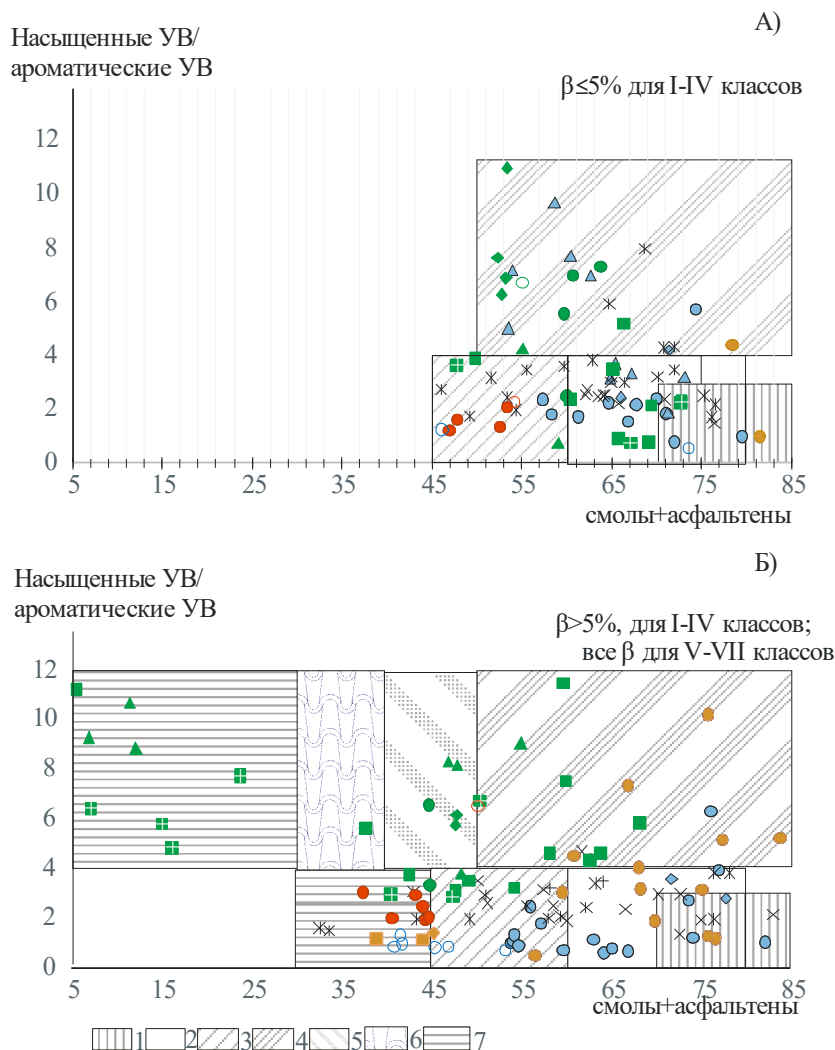 А)
Насыщенные УВ/
ароматические УВ
β≤5% для I-IV классов
12
10
8
6
4
2
0
5 15 25 35 45 55 65 75 85
смолы+асфальтены
Б)
Насыщенные УВ/
ароматические УВ
β>5%, для I-IV классов;
все β для V-VII классов
12
10
8
6
4
2
0
5 15 25 35 45 55 65 75 85
смолы+асфальтены
1 2 3 4 5 6 7